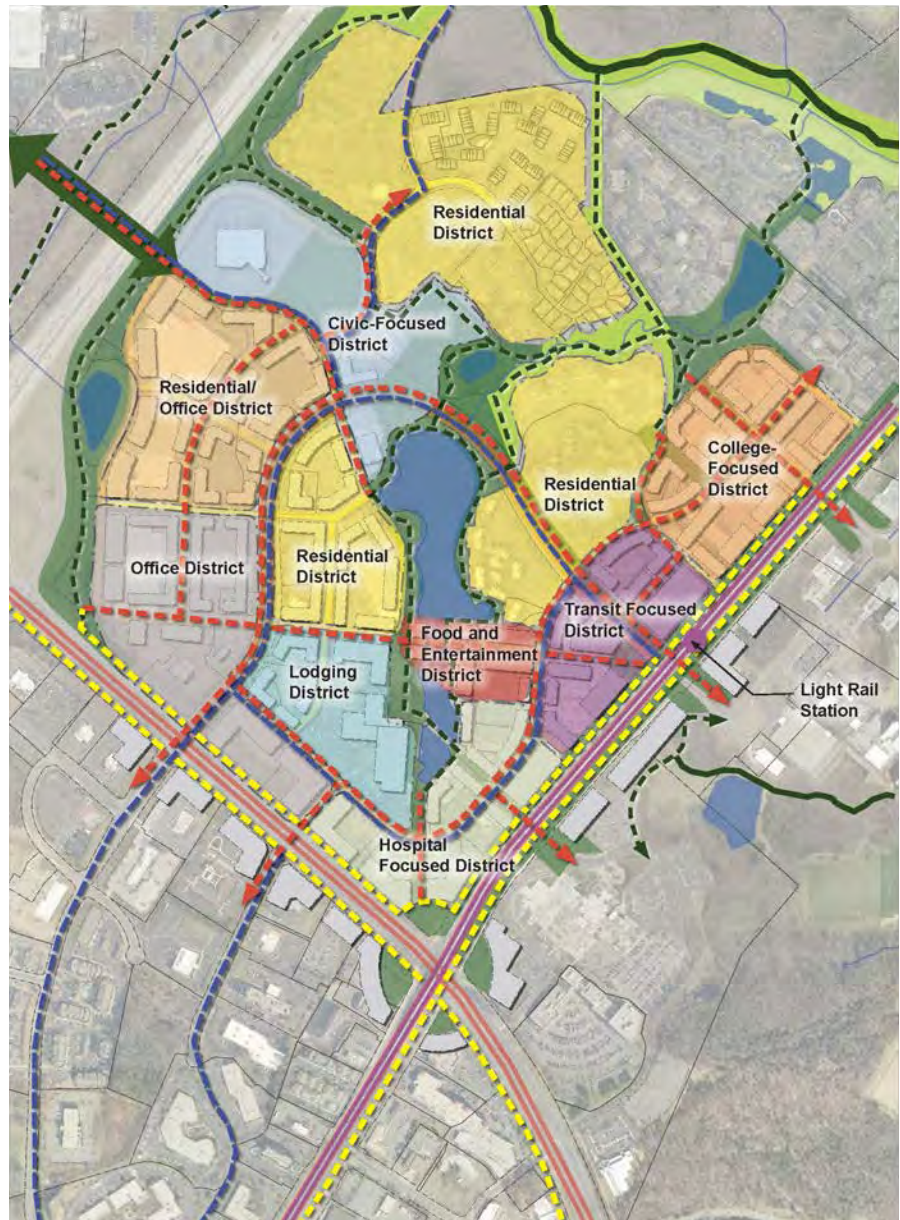 Residential
District
Civic-Focused
District
Residential/
Office District
College-
Focused
District
Residential
District
Office District
Residential
District
Transit Focused
District
Food and
Entertainment
District
Lodging
District
Light Rail
Station
Hospital
Focused District